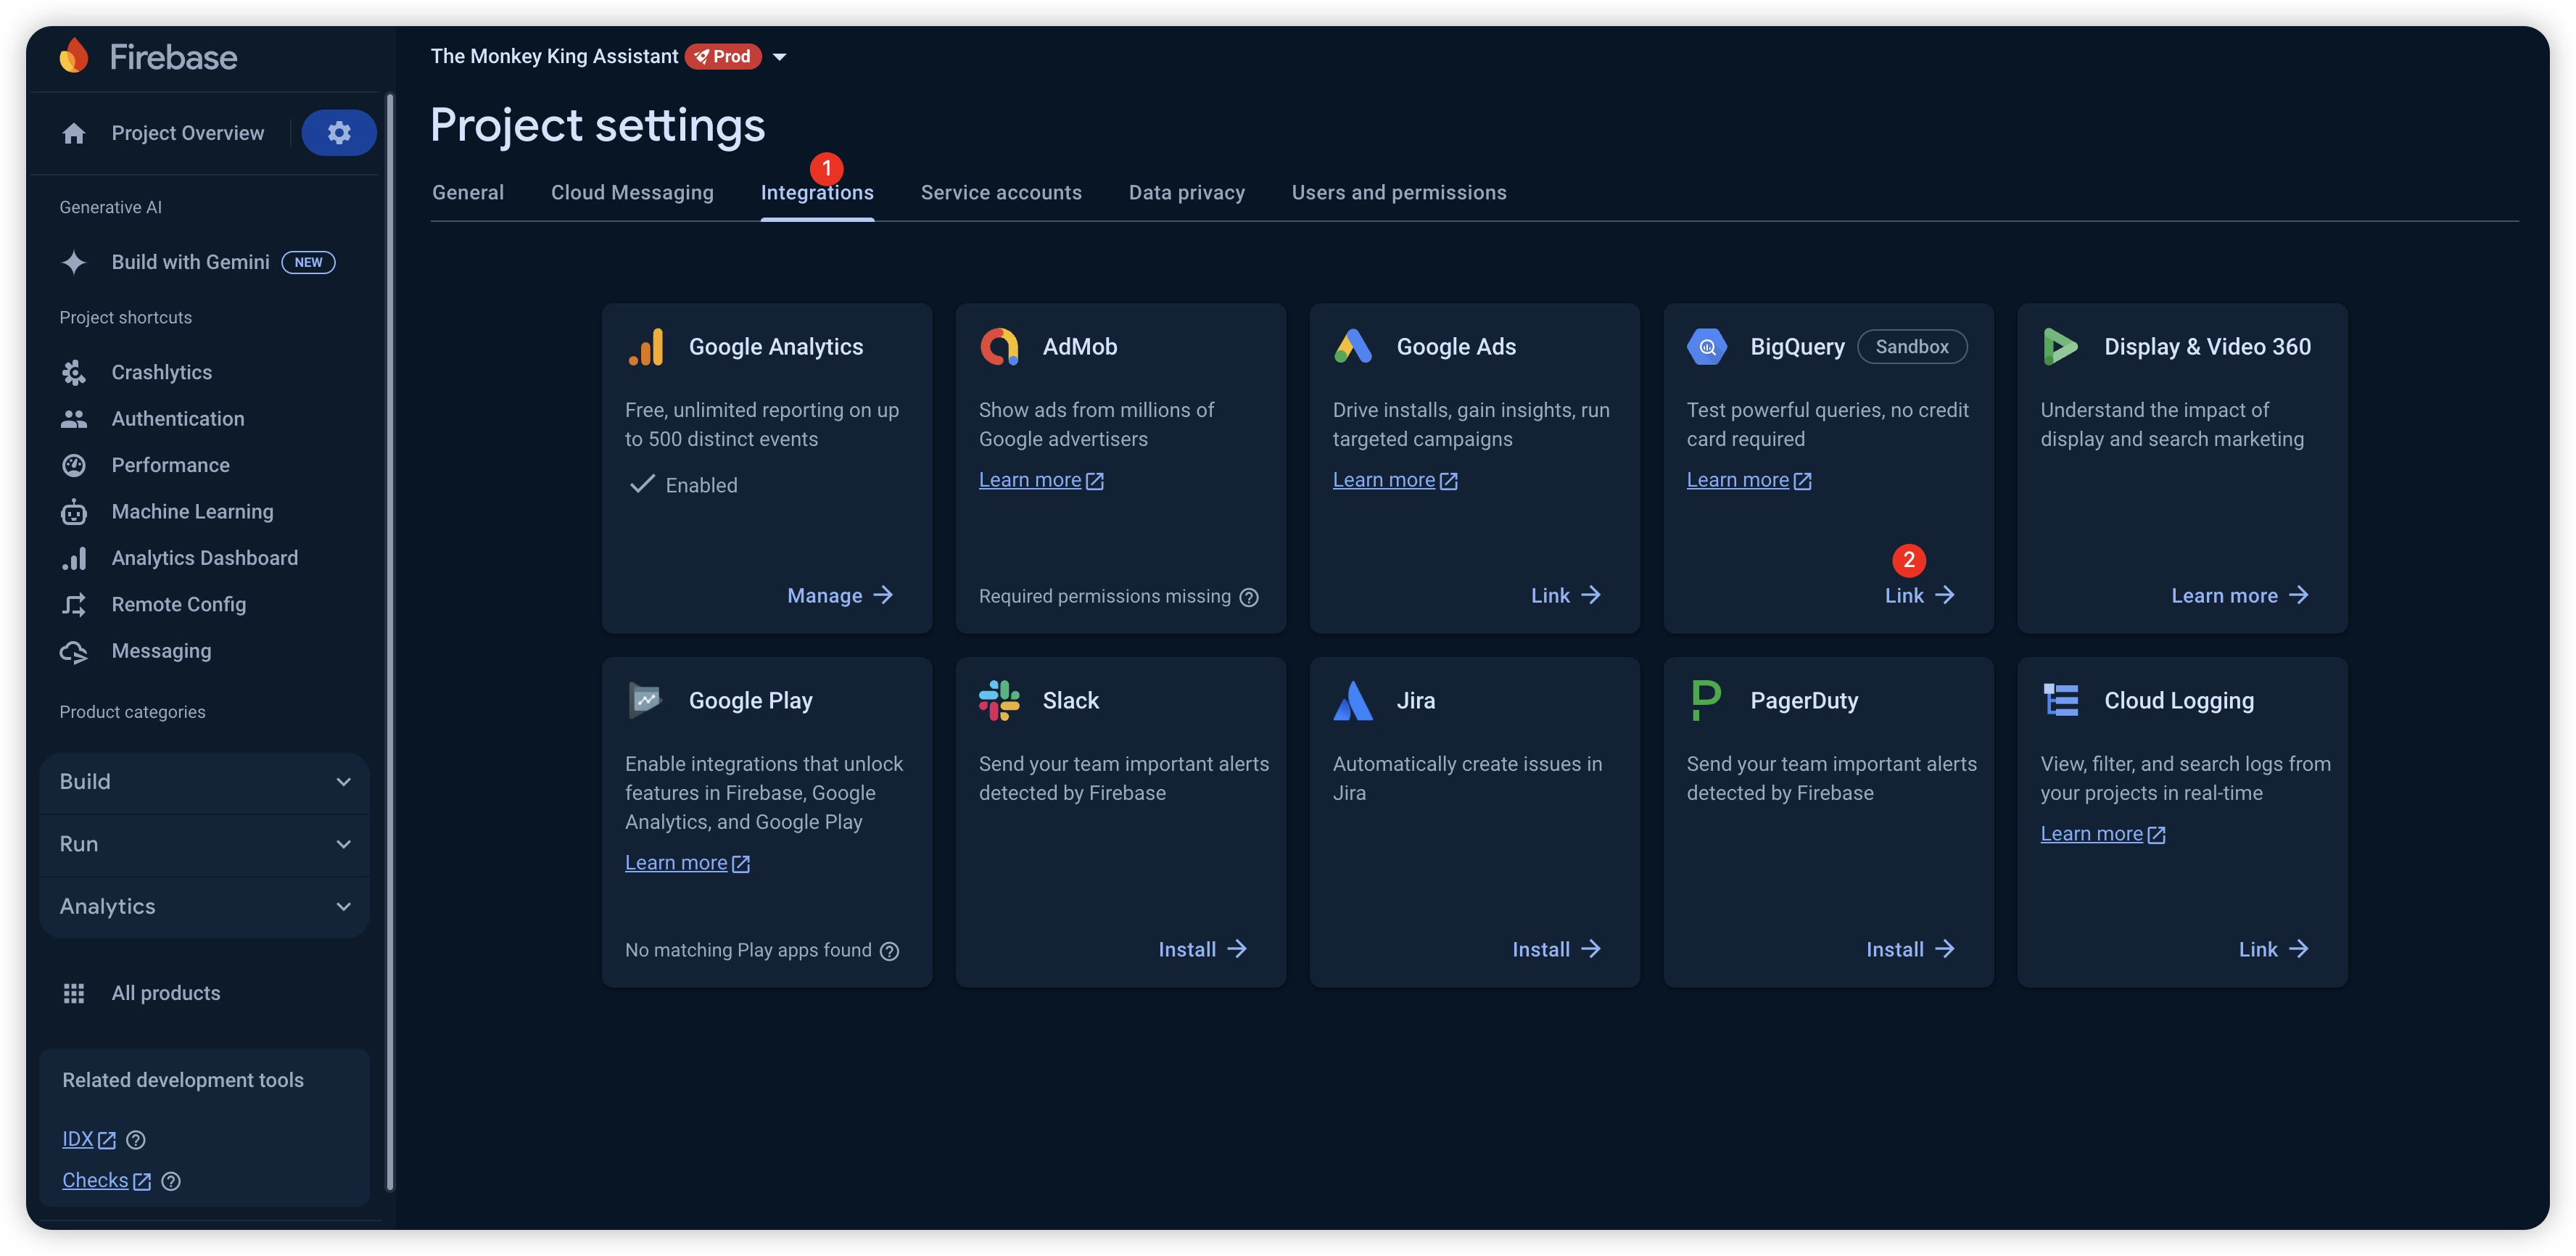 Firebase
The Monkey King Assistant Prod
Project Overview
Project settings
1
General Cloud Messaging Integrations Service accounts Data privacy Users and permissions
Generative AI
Build with Gemini NEW
Project shortcuts
Crashlytics
Authentication
Performance
Machine Learning
Analytics Dashboard
Remote Config
Messaging
Product categories
Build
Run
Analytics
All products
Related development tools
IDX
Checks
Google Analytics
Free, unlimited reporting on up
to 500 distinct events
Enabled
Manage
AdMob
Show ads from millions of
Google advertisers
Learn more
Required permissions missing
Google Ads
Drive installs, gain insights, run
targeted campaigns
Learn more
Link
BigQuery Sandbox
Test powerful queries, no credit
card required
Learn more
2
Link
Display & Video 360
Understand the impact of
display and search marketing
Learn more
Google Play
Enable integrations that unlock
features in Firebase, Google
Analytics, and Google Play
Learn more
No matching Play apps found
Slack
Send your team important alerts
detected by Firebase
Install
Jira
Automatically create issues in
Jira
Install
PagerDuty
Send your team important alerts
detected by Firebase
Install
Cloud Logging
View, filter, and search logs from
your projects in real-time
Learn more
Link